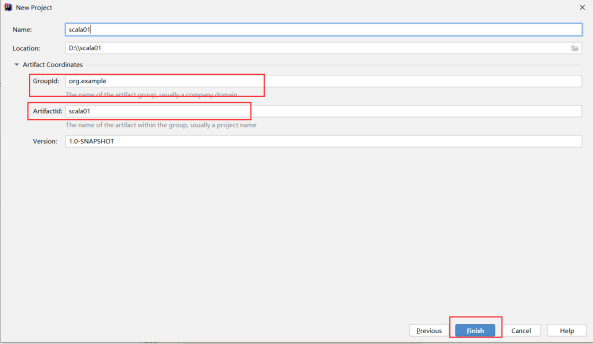 New Project
Name: scala01
Location: D:\\scala01
Artifact Coordinates
GroupId: org.example
The name of the artifact group, usually a company domain
ArtifactId: scala01
The name of the artifact within the group, usually a project name
Version: 1.0-SNAPSHOT
Previous Finish Cancel Help